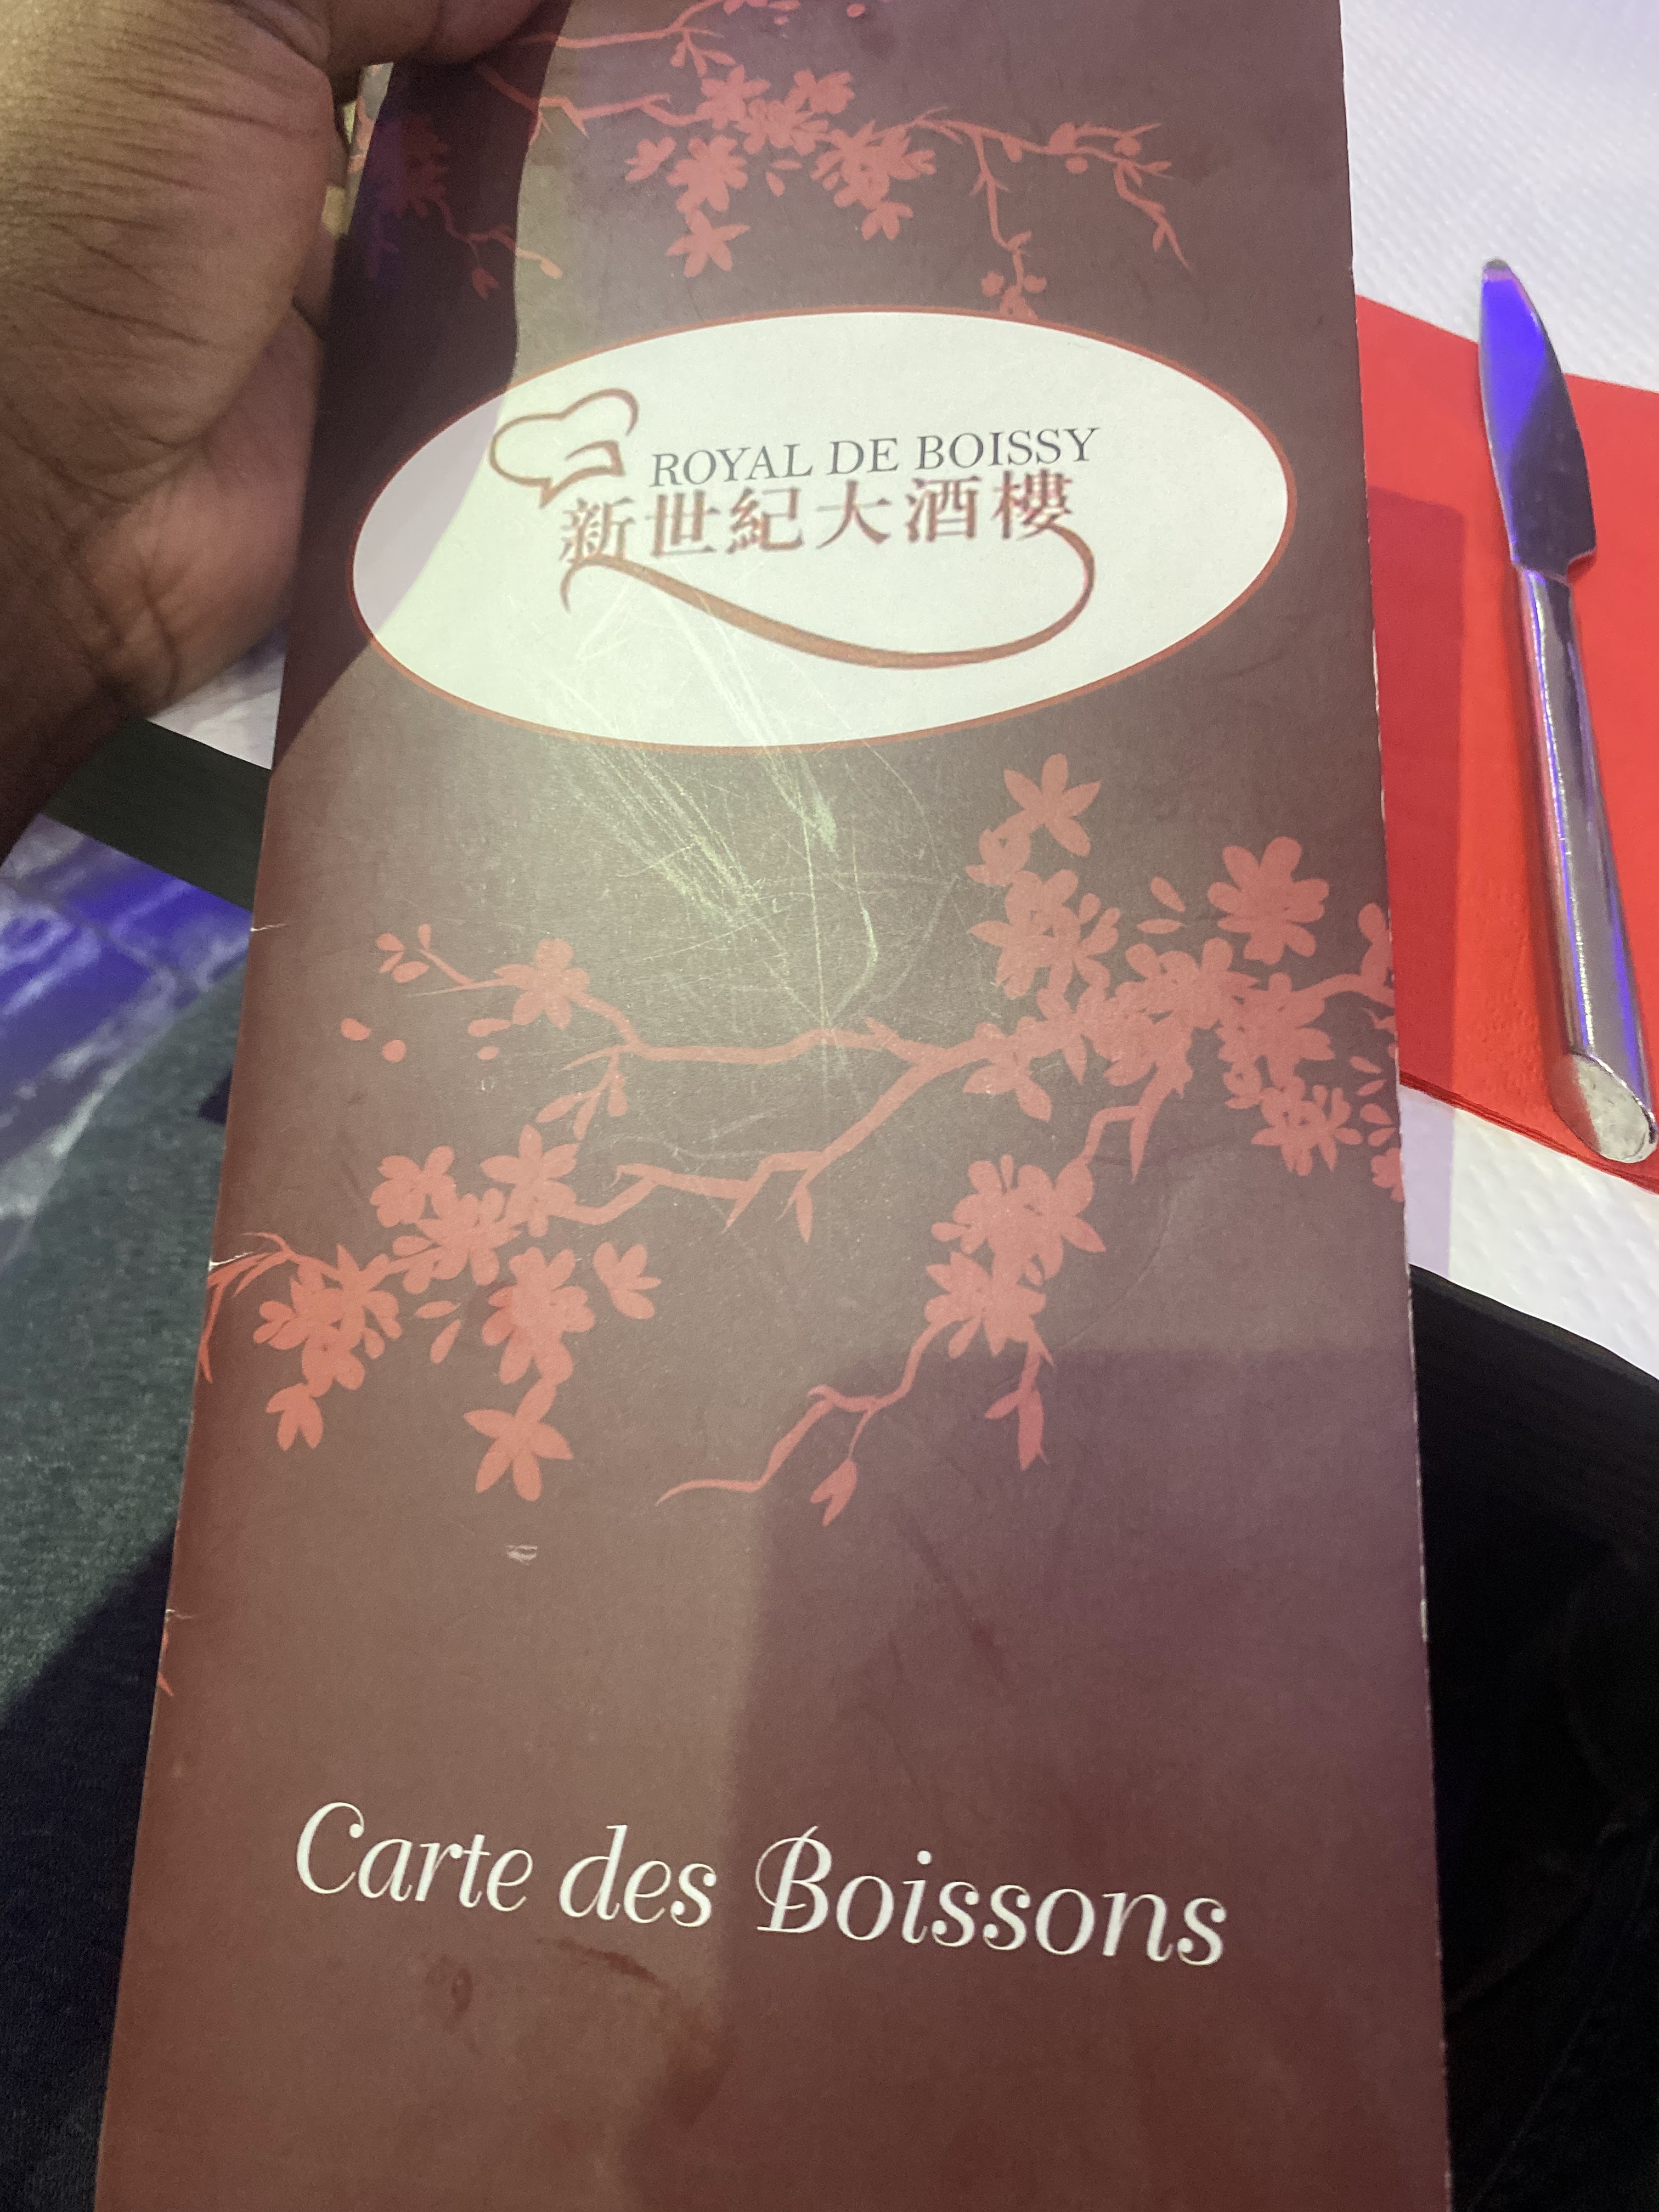 ROYAL DE BOISSY
新世紀大酒樓
Carte des Boissons